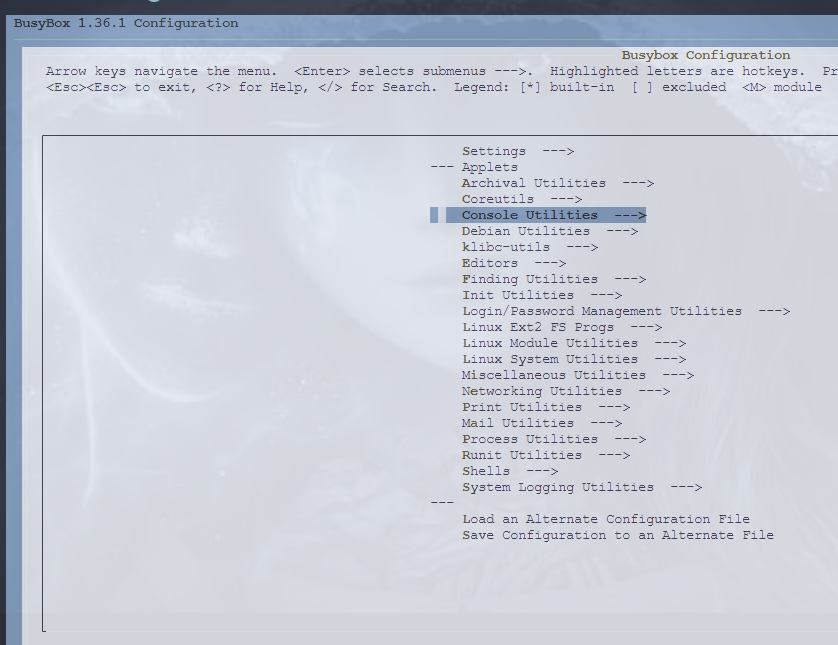 BusyBox 1.36.1 Configuration
Busybox Configuration
Arrow keys navigate the menu. <Enter> selects submenus --->. Highlighted letters are hotkeys. Pr
<Esc><Esc> to exit, <?> for Help, </> for Search. Legend: [*] built-in [ ] excluded <M> module
Settings --->
--- Applets
Archival Utilities --->
Coreutils --->
Console Utilities --->
Debian Utilities --->
klibc-utils --->
Editors --->
Finding Utilities --->
Init Utilities --->
Login/Password Management Utilities --->
Linux Ext2 FS Progs --->
Linux Module Utilities --->
Linux System Utilities --->
Miscellaneous Utilities --->
Networking Utilities --->
Print Utilities --->
Mail Utilities --->
Process Utilities --->
Runit Utilities --->
Shells --->
System Logging Utilities --->
---
Load an Alternate Configuration File
Save Configuration to an Alternate File